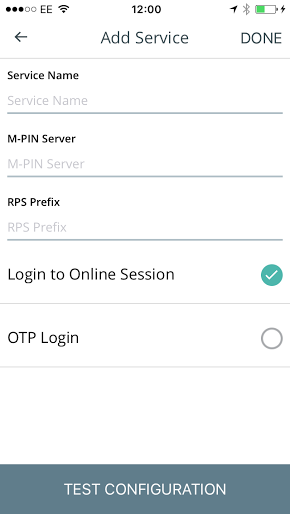 EE 12:00
Add Service DONE
Service Name
Service Name
M-PIN Server
M-PIN Server
RPS Prefix
RPS Prefix
Login to Online Session
OTP Login
TEST CONFIGURATION